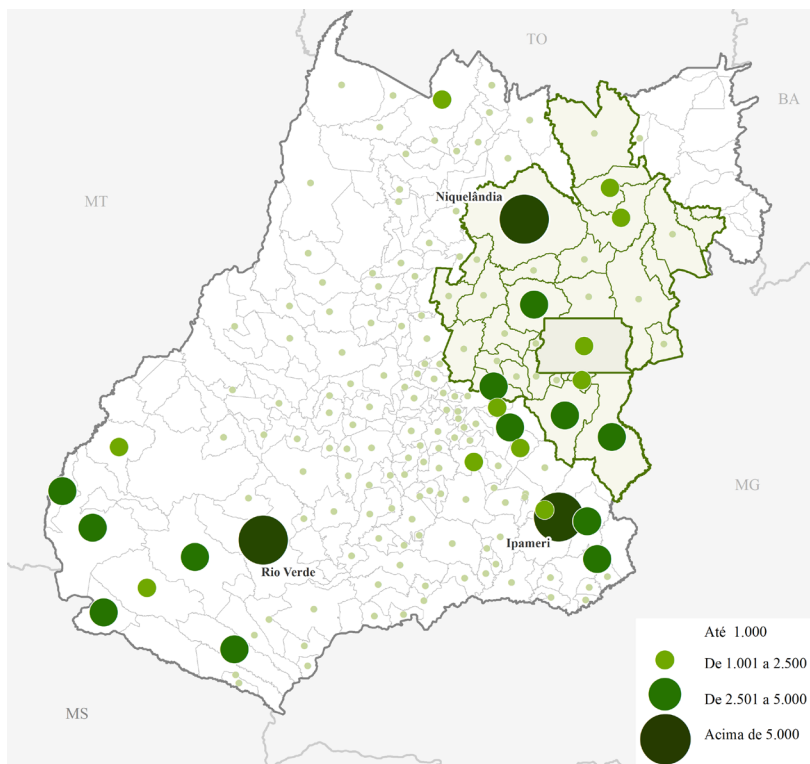 TO
BA
MT
Niquelândia
MG
Ipameri
Rio Verde
MS
Até 1.000
De 1.001 a 2.500
De 2.501 a 5.000
Acima de 5.000